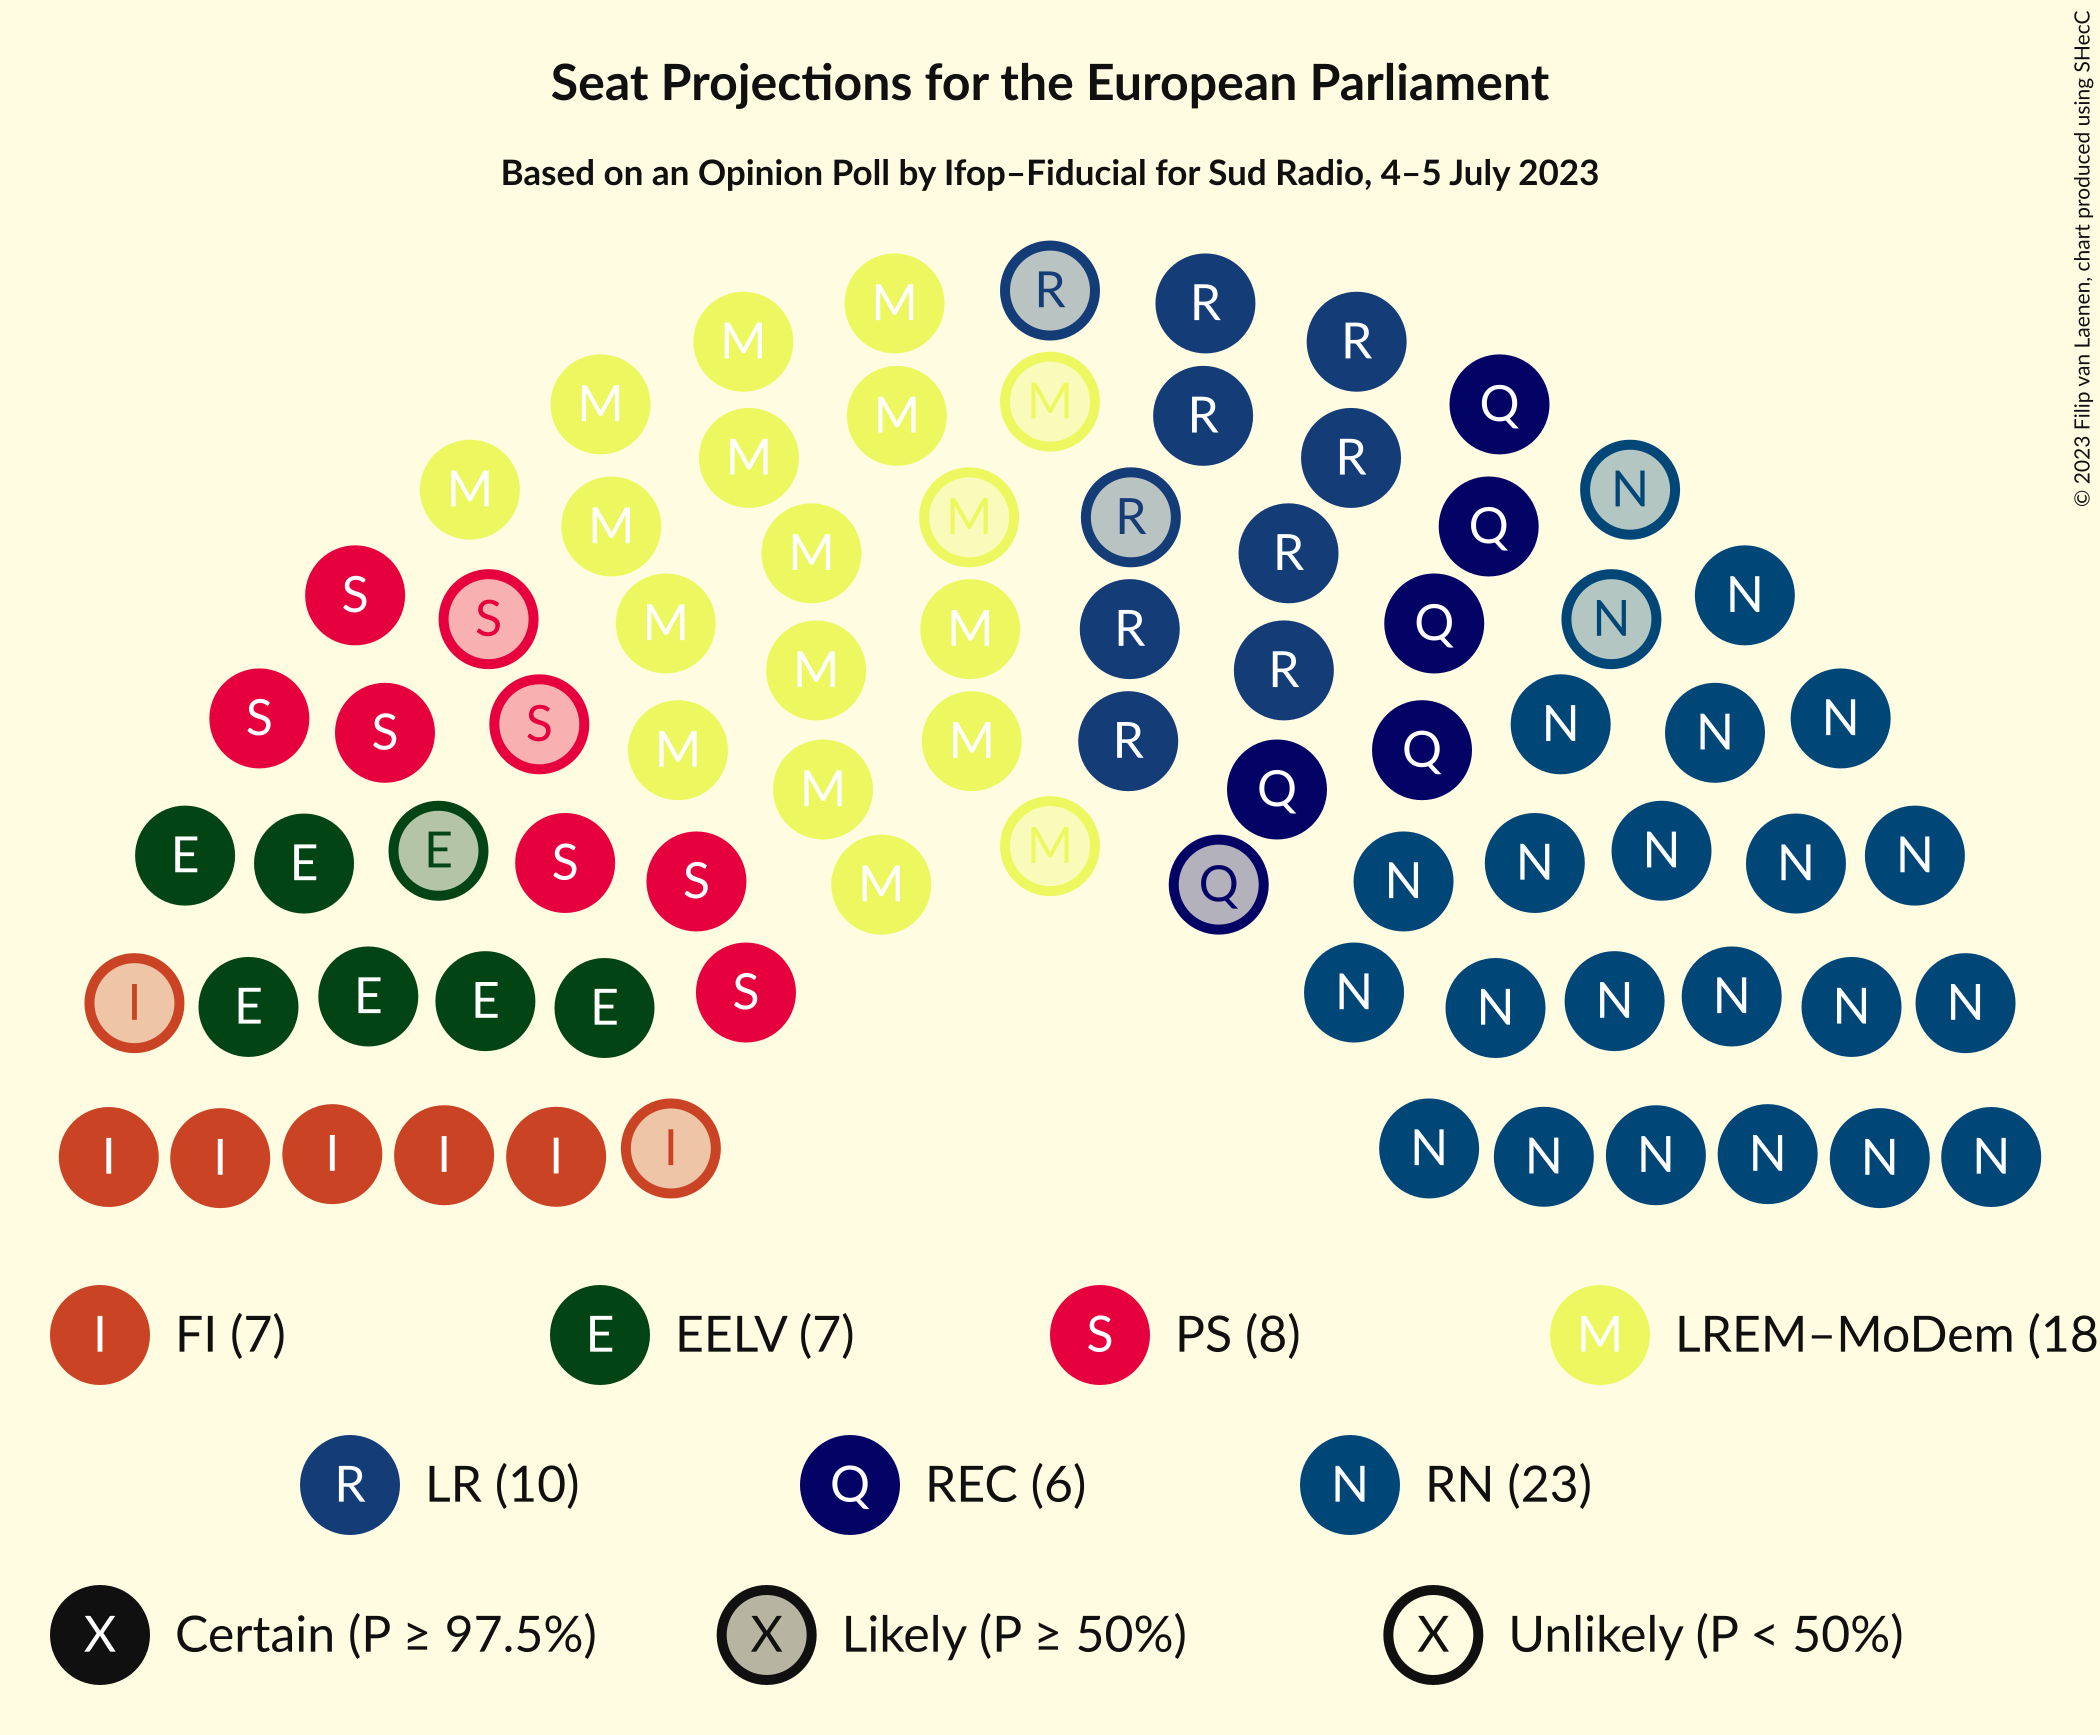 Seat Projections for the European Parliament
Based on an Opinion Poll by Ifop–Fiducial for Sud Radio, 4–5 July 2023
© 2023 Filip van Laenen, chart produced using SHecC
R
M R R
M M R
M M R Q
M R
M M R Q N
M M R
S S M M R Q N N
S S S M M R Q N N N
M M R Q
E E E S S M M Q N N N N N
I E E E E S N N N N N N
I I I I I I N N N N N N
I FI (7) E EELV (7) S PS (8) M LREM–MoDem (18
R LR (10) Q REC (6) N RN (23)
X Certain (P ≥ 97.5%) X Likely (P ≥ 50%) X Unlikely (P < 50%)